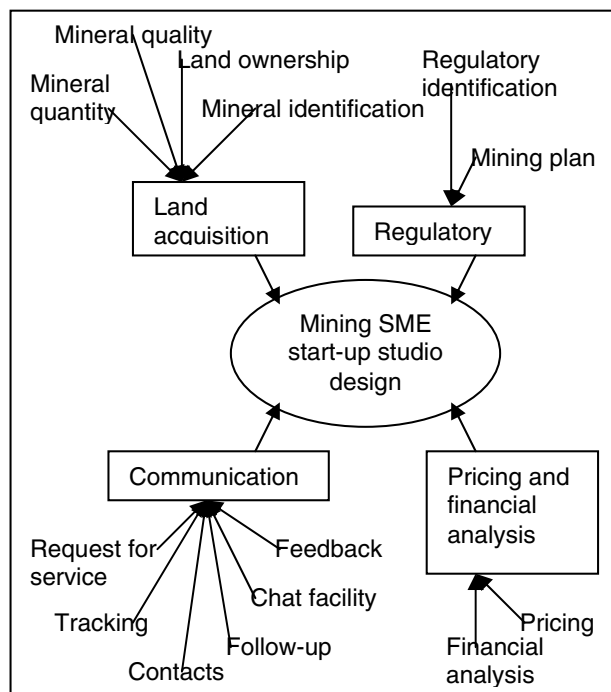 Mineral quality
Land ownership
Mineral
quantity
Mineral identification
Regulatory
identification
Mining plan
Land
acquisition
Regulatory
Mining SME
start-up studio
design
Communication
Pricing and
financial
analysis
Request for
service
Feedback
Chat facility
Tracking
Follow-up
Contacts
Pricing
Financial
analysis